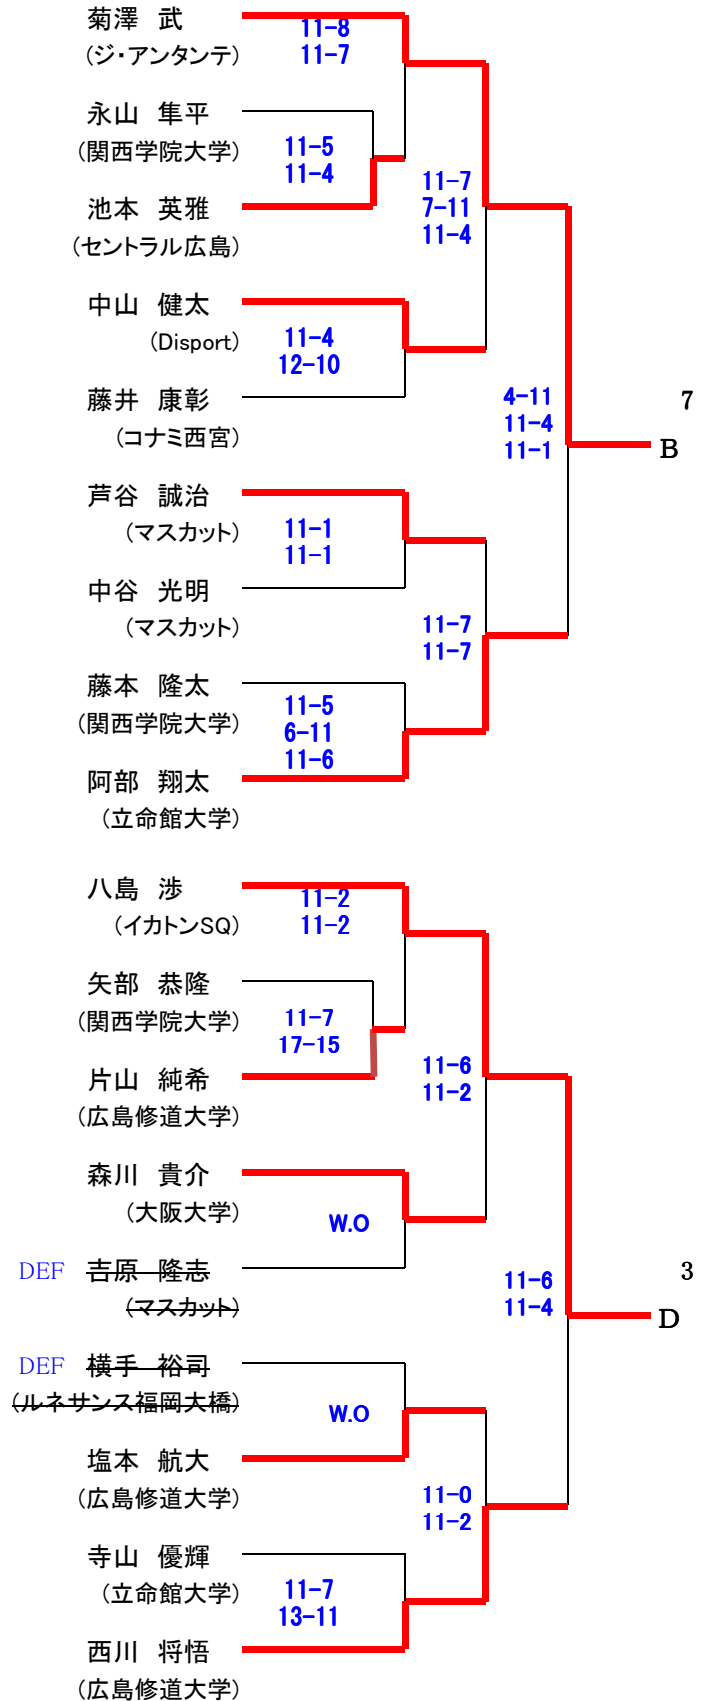 菊澤 武
(ジ・アンタンテ)
11-8
11-7
永山 隼平
(関西学院大学)
11-5
11-4
池本 英雅
(セントラル広島)
11-7
7-11
11-4
中山 健太
(Disport)
11-4
12-10
藤井 康彰
(コナミ西宮)
4-11
11-4
11-1
7
B
芦谷 誠治
(マスカット)
11-1
11-1
中谷 光明
(マスカット)
11-7
11-7
藤本 隆太
(関西学院大学)
11-5
6-11
11-6
阿部 翔太
(立命館大学)
八島 渉
(イカトンSQ)
11-2
11-2
矢部 恭隆
(関西学院大学)
11-7
17-15
片山 純希
(広島修道大学)
11-6
11-2
森川 貴介
(大阪大学)
W.O
DEF 吉原 隆志
(マスカット)
11-6
11-4
3
D
DEF 横手 裕司
(ルネサンス福岡大橋)
W.O
塩本 航大
(広島修道大学)
11-0
11-2
寺山 優輝
(立命館大学)
11-7
13-11
西川 将悟
(広島修道大学)